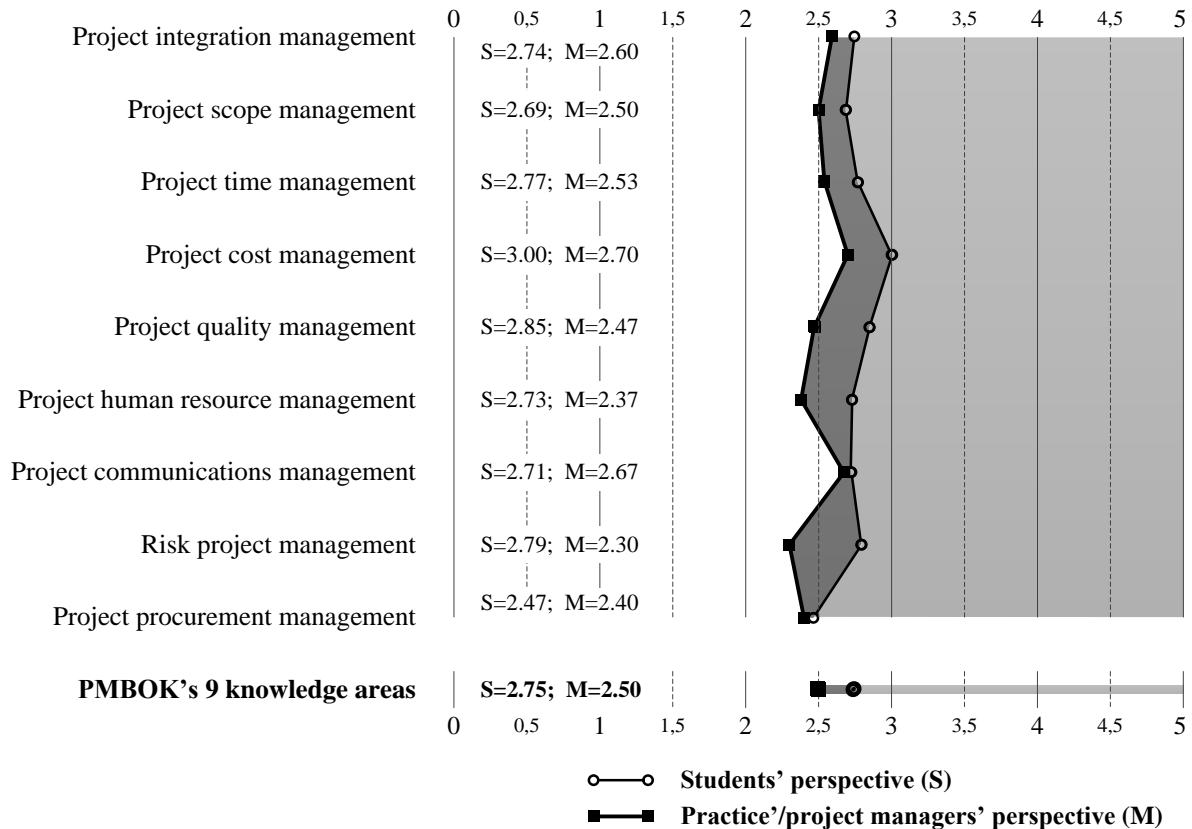 0 0,5 1 1,5 2 2,5 3 3,5 4 4,5 5
Project integration management S=2.74; M=2.60
Project scope management S=2.69; M=2.50
Project time management S=2.77; M=2.53
Project cost management S=3.00; M=2.70
Project quality management S=2.85; M=2.47
Project human resource management S=2.73; M=2.37
Project communications management S=2.71; M=2.67
Risk project management S=2.79; M=2.30
Project procurement management S=2.47; M=2.40
PMBOK’s 9 knowledge areas S=2.75; M=2.50
0 0,5 1 1,5 2 2,5 3 3,5 4 4,5 5
Students’ perspective (S)
Practice’/project managers’ perspective (M)